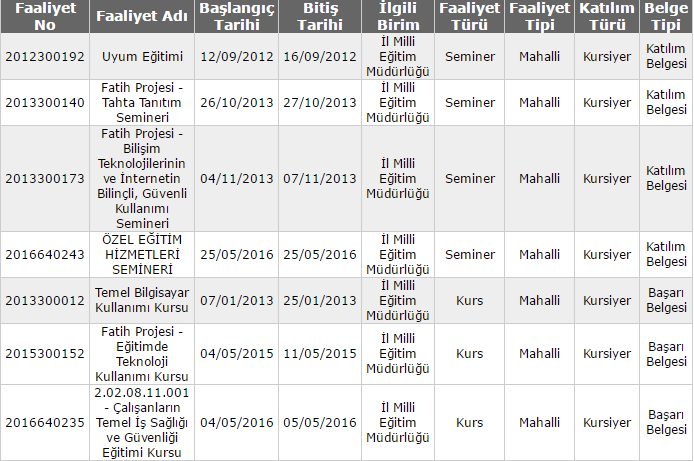 Faaliyet No	Faaliyet Adı	Başlangıç Tarihi	Bitiş Tarihi	İlgili Birim	Faaliyet Türü	Faaliyet Tipi	Katılım Türü	Belge Tipi
2012300192	Uyum Eğitimi	12/09/2012	16/09/2012	İl Milli Eğitim Müdürlüğü	Seminer	Mahalli	Kursiyer	Katılım Belgesi
2013300140	Fatih Projesi - Tahta Tanıtım Semineri	26/10/2013	27/10/2013	İl Milli Eğitim Müdürlüğü	Seminer	Mahalli	Kursiyer	Katılım Belgesi
2013300173	Fatih Projesi - Bilişim Teknolojilerinin ve İnternetin Bilinçli, Güvenli Kullanımı Semineri	04/11/2013	07/11/2013	İl Milli Eğitim Müdürlüğü	Seminer	Mahalli	Kursiyer	Katılım Belgesi
2016640243	ÖZEL EĞİTİM HİZMETLERİ SEMİNERİ	25/05/2016	25/05/2016	İl Milli Eğitim Müdürlüğü	Seminer	Mahalli	Kursiyer	Katılım Belgesi
2013300012	Temel Bilgisayar Kullanımı Kursu	07/01/2013	25/01/2013	İl Milli Eğitim Müdürlüğü	Kurs	Mahalli	Kursiyer	Başarı Belgesi
2015300152	Fatih Projesi - Eğitimde Teknoloji Kullanımı Kursu	04/05/2015	11/05/2015	İl Milli Eğitim Müdürlüğü	Kurs	Mahalli	Kursiyer	Başarı Belgesi
2016640235	2.02.08.11.001 - Çalışanların Temel İş Sağlığı ve Güvenliği Eğitimi Kursu	04/05/2016	05/05/2016	İl Milli Eğitim Müdürlüğü	Kurs	Mahalli	Kursiyer	Başarı Belgesi